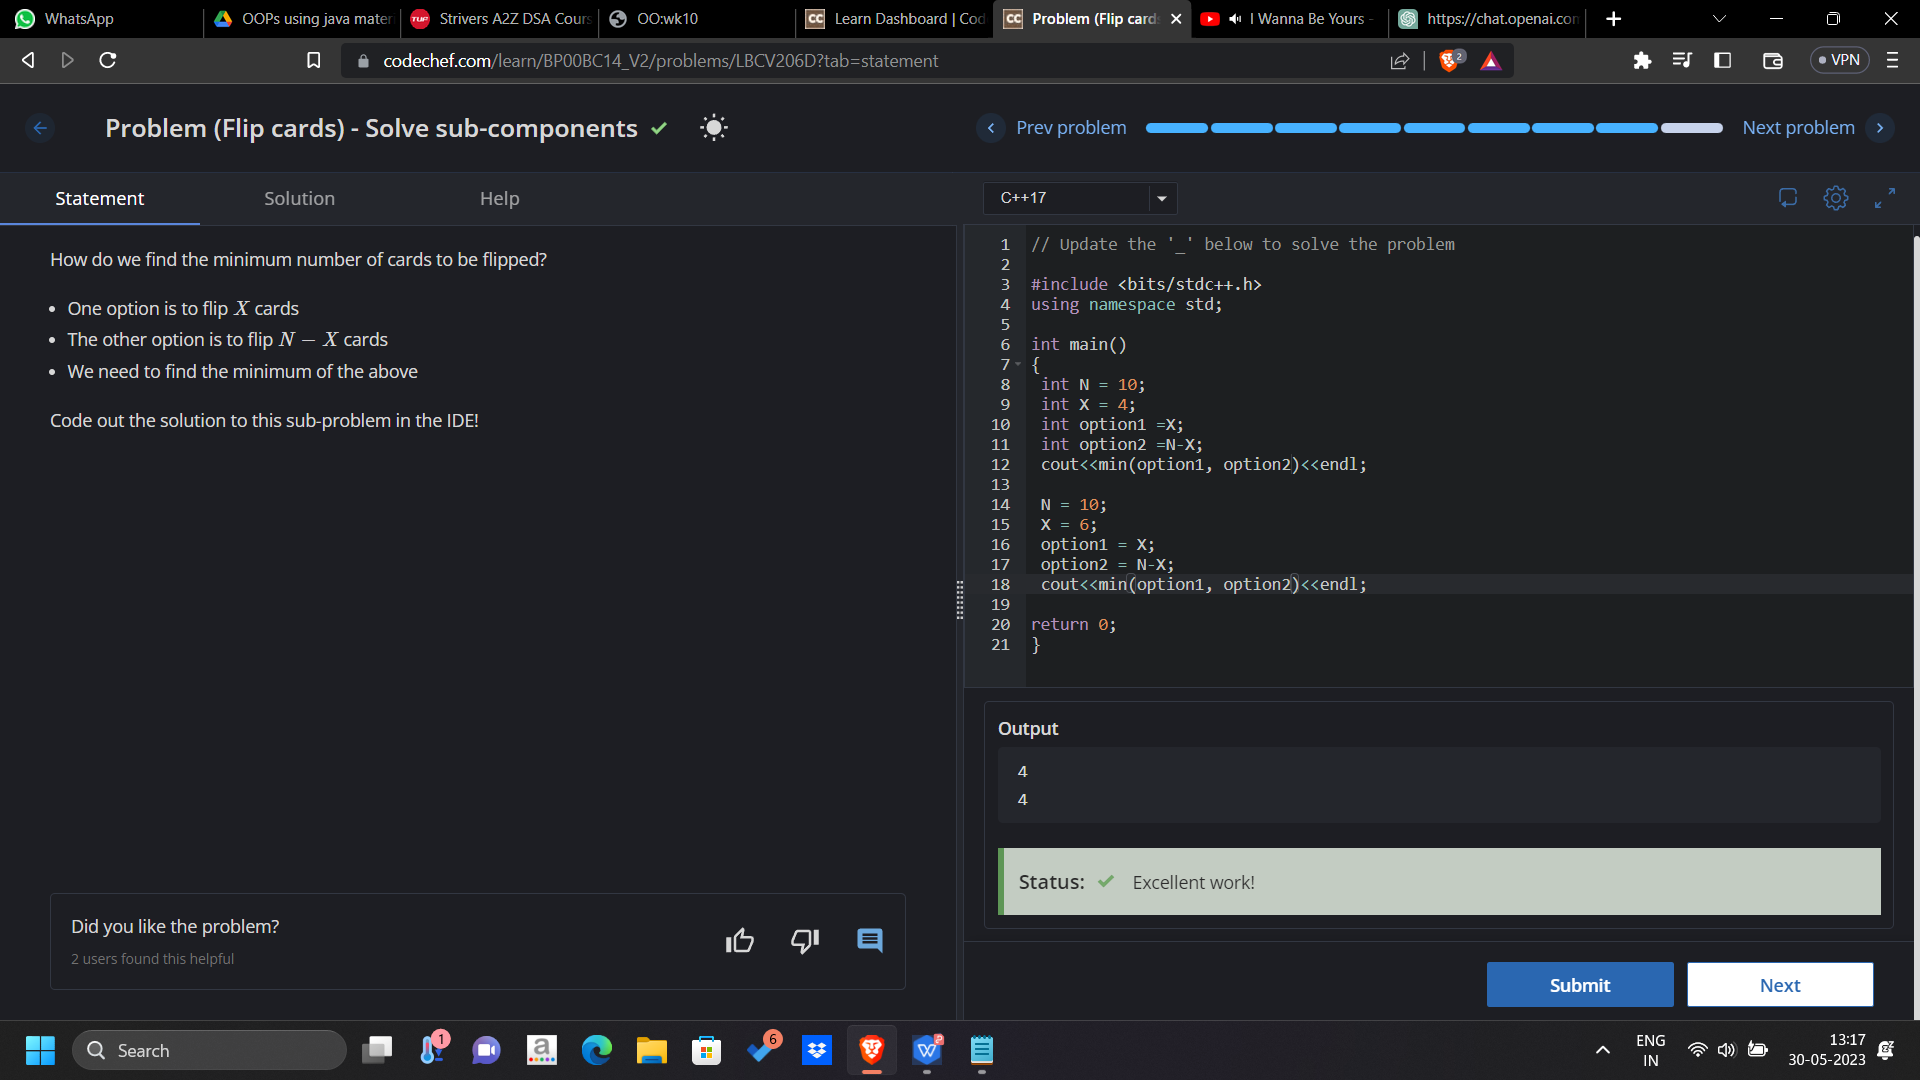 WhatsApp
OOPs using java mater
Strivers A2Z DSA Cours
OO:wk10
Learn Dashboard | Cod
Problem (Flip cards
I Wanna Be Yours -
https://chat.openai.com
codechef.com/learn/BP00BC14_V2/problems/LBCV206D?tab=statement
2
VPN
Problem (Flip cards) - Solve sub-components
Prev problem
Next problem
Statement
Solution
Help
C++17
How do we find the minimum number of cards to be flipped?
• One option is to flip X cards
• The other option is to flip N − X cards
• We need to find the minimum of the above
Code out the solution to this sub-problem in the IDE!
1 // Update the '_' below to solve the problem
2
3 #include <bits/stdc++.h>
4 using namespace std;
5
6 int main()
7 {
8 int N = 10;
9 int X = 4;
10 int option1 =X;
11 int option2 =N-X;
12 cout<<min(option1, option2)<<endl;
13
14 N = 10;
15 X = 6;
16 option1 = X;
17 option2 = N-X;
18 cout<<min(option1, option2)<<endl;
19
20 return 0;
21 }
Output
4
4
Status: Excellent work!
Did you like the problem?
2 users found this helpful
Submit
Next
Search
1
6
ENG
IN
13:17
30-05-2023